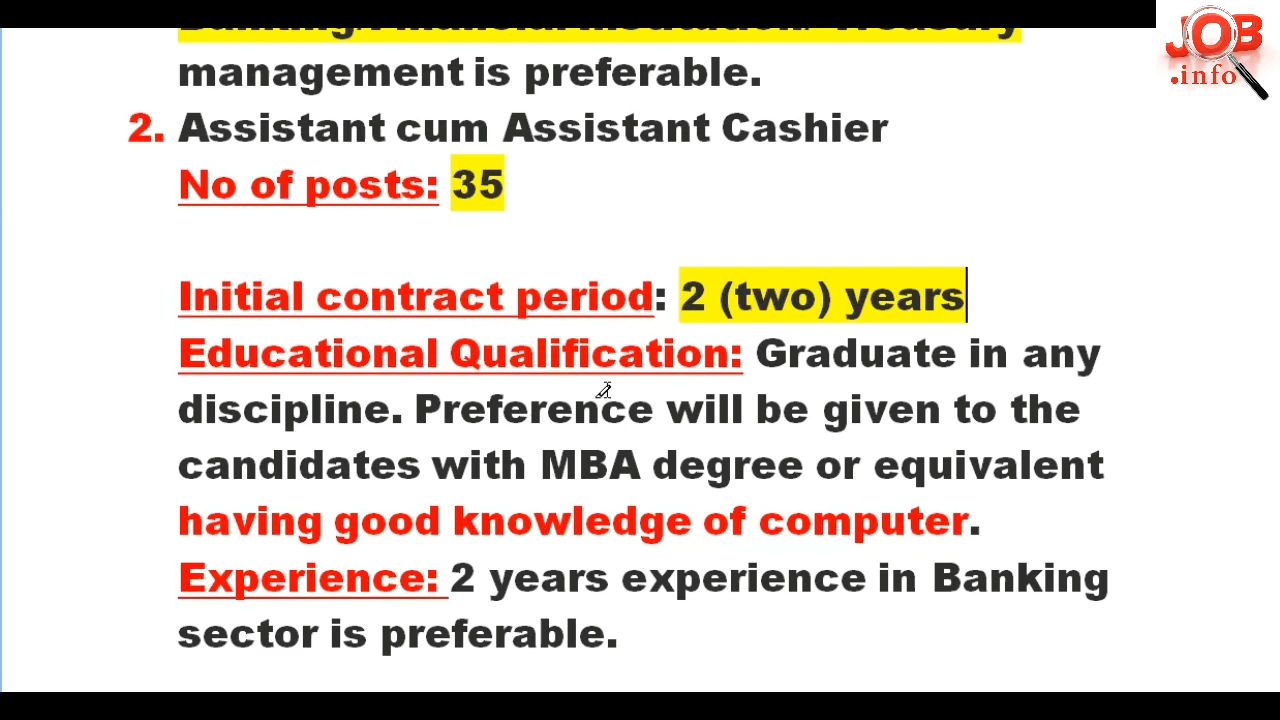 JOB
.info
management is preferable.
2. Assistant cum Assistant Cashier
No of posts: 35
Initial contract period: 2 (two) years
Educational Qualification: Graduate in any
discipline. Preference will be given to the
candidates with MBA degree or equivalent
having good knowledge of computer.
Experience: 2 years experience in Banking
sector is preferable.